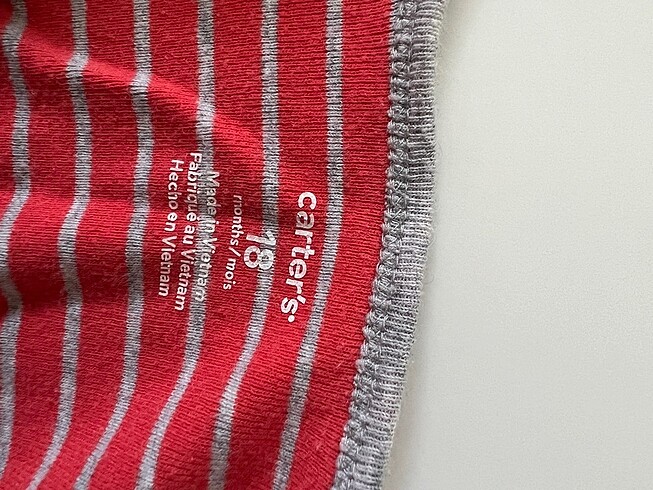 carter's.
18
months / mois
Made in Vietnam
Fabriqué au Vietnam
Hecho en Vietnam